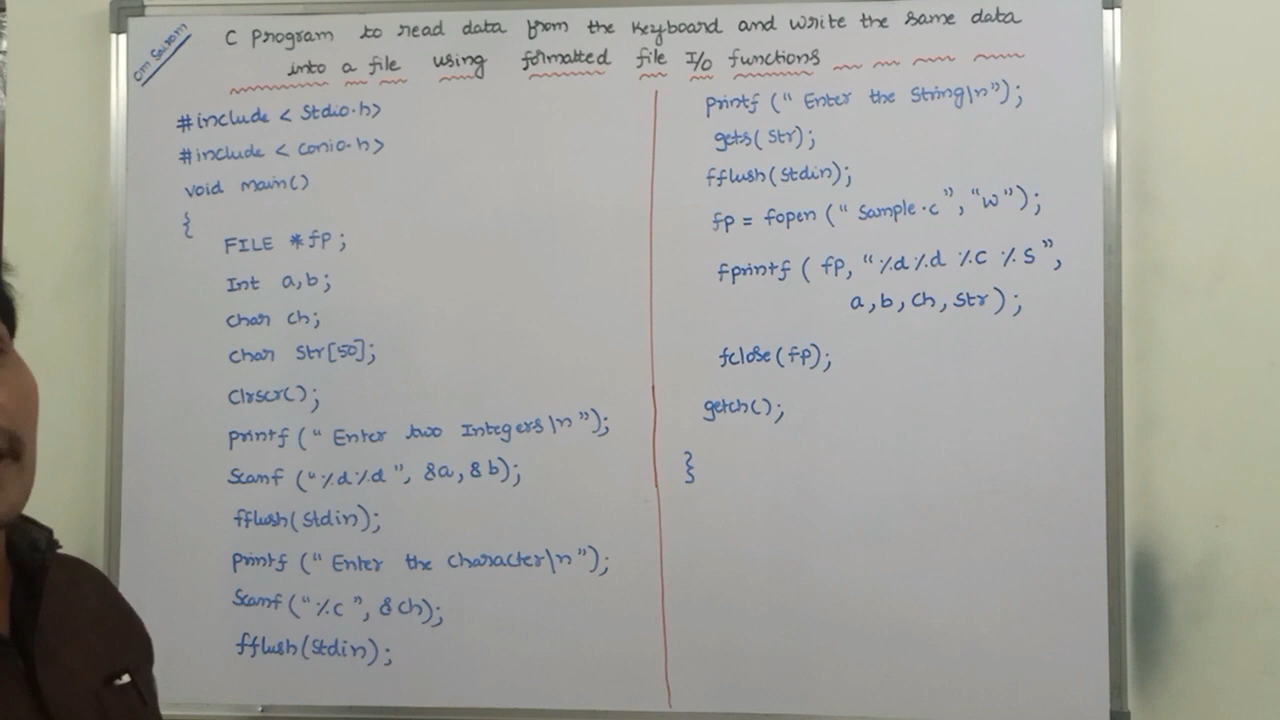 Om Sairam
C program to read data from the Keyboard and write the same data
into a file using formatted file I/O functions
#include < Stdio.h>
#include < conio.h>
void main()
{
FILE *fp;
Int a,b;
char ch;
char Str[50];
Clrscr();
printf (" Enter two Integers \n");
Scanf ("%d%d", &a, &b);
fflush(Stdin);
printf (" Enter the Character\n");
Scanf ("%c", &ch);
fflush(Stdin);
printf (" Enter the String\n");
gets( Str);
fflush(Stdin);
fp = fopen (" Sample.c", "w");
fprintf ( fp, "%d%d %c %s",
a,b, Ch, Str );
fclose(fp);
getch();
}